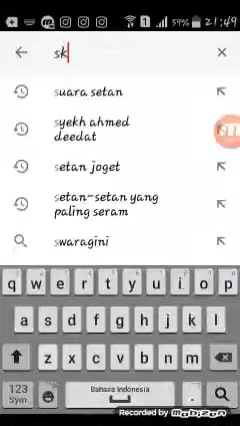 59% 21:49
sk
suara setan
syekh ahmed
deedat
setan joget
setan-setan yang
paling seram
swaragini
q w e r t y u i o p
a s d f g h j k l
z x c v b n m
123
Sym
Bahasa Indonesia
.
Recorded by Mobizen